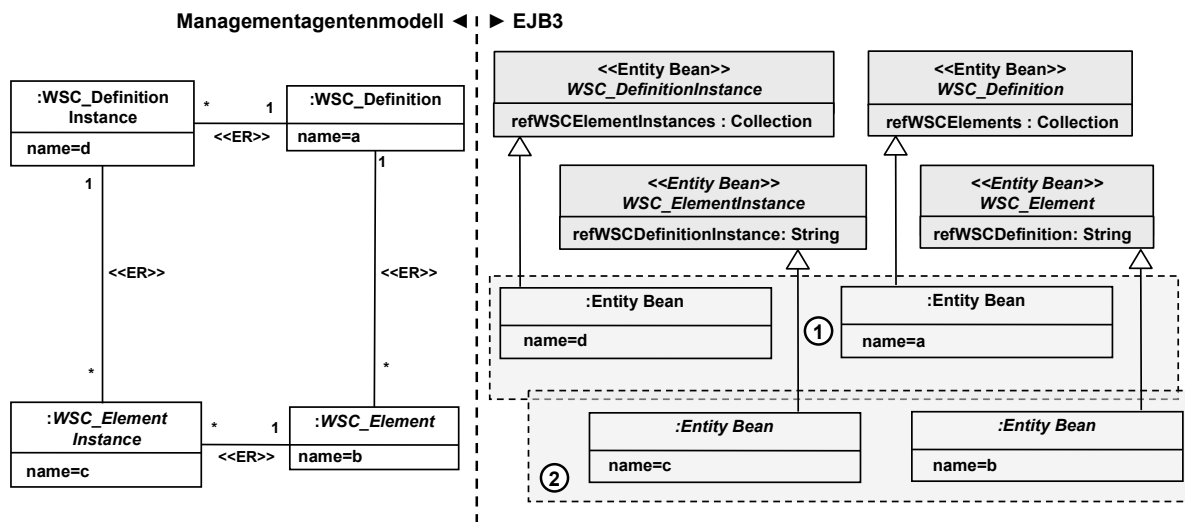 Managementagentenmodell ◄ ► EJB3
:WSC_Definition
Instance
name=d
* 1
<<ER>>
:WSC_Definition
name=a
1
1
<<ER>>
<<ER>>
*
*
:WSC_Element
Instance
name=c
* 1
<<ER>>
:WSC_Element
name=b
<<Entity Bean>>
WSC_DefinitionInstance
refWSCElementInstances : Collection
<<Entity Bean>>
WSC_Definition
refWSCElements : Collection
<<Entity Bean>>
WSC_ElementInstance
refWSCDefinitionInstance: String
<<Entity Bean>>
WSC_Element
refWSCDefinition: String
:Entity Bean
name=d
1
:Entity Bean
name=a
:Entity Bean
name=c
2
:Entity Bean
name=b